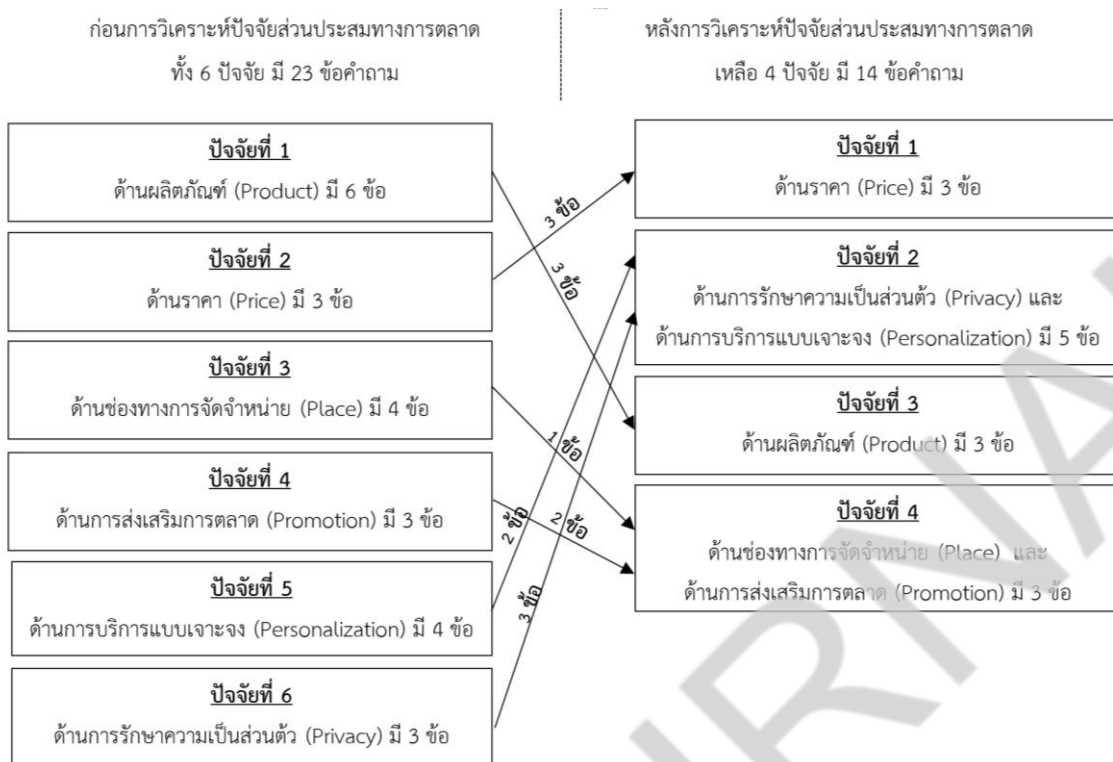 ก่อนการวิเคราะห์ปัจจัยส่วนประสมทางการตลาด
ทั้ง 6 ปัจจัย มี 23 ข้อคำถาม
หลังการวิเคราะห์ปัจจัยส่วนประสมทางการตลาด
เหลือ 4 ปัจจัย มี 14 ข้อคำถาม
ปัจจัยที่ 1
ด้านผลิตภัณฑ์ (Product) มี 6 ข้อ
ปัจจัยที่ 2
ด้านราคา (Price) มี 3 ข้อ
ปัจจัยที่ 3
ด้านช่องทางการจัดจำหน่าย (Place) มี 4 ข้อ
ปัจจัยที่ 4
ด้านการส่งเสริมการตลาด (Promotion) มี 3 ข้อ
ปัจจัยที่ 5
ด้านการบริการแบบเจาะจง (Personalization) มี 4 ข้อ
ปัจจัยที่ 6
ด้านการรักษาความเป็นส่วนต้ว (Privacy) มี 3 ข้อ
3 ข้อ
3 ข้อ
1 ข้อ
2 ข้อ
2 ข้อ
3 ข้อ
ปัจจัยที่ 1
ด้านราคา (Price) มี 3 ข้อ
ปัจจัยที่ 2
ด้านการรักษาความเป็นส่วนตัว (Privacy) และ
ด้านการบริการแบบเจาะจง (Personalization) มี 5 ข้อ
ปัจจัยที่ 3
ด้านผลิตภัณฑ์ (Product) มี 3 ข้อ
ปัจจัยที่ 4
ด้านช่องทางการจัดจำหน่าย (Place) และ
ด้านการส่งเสริมการตลาด (Promotion) มี 3 ข้อ